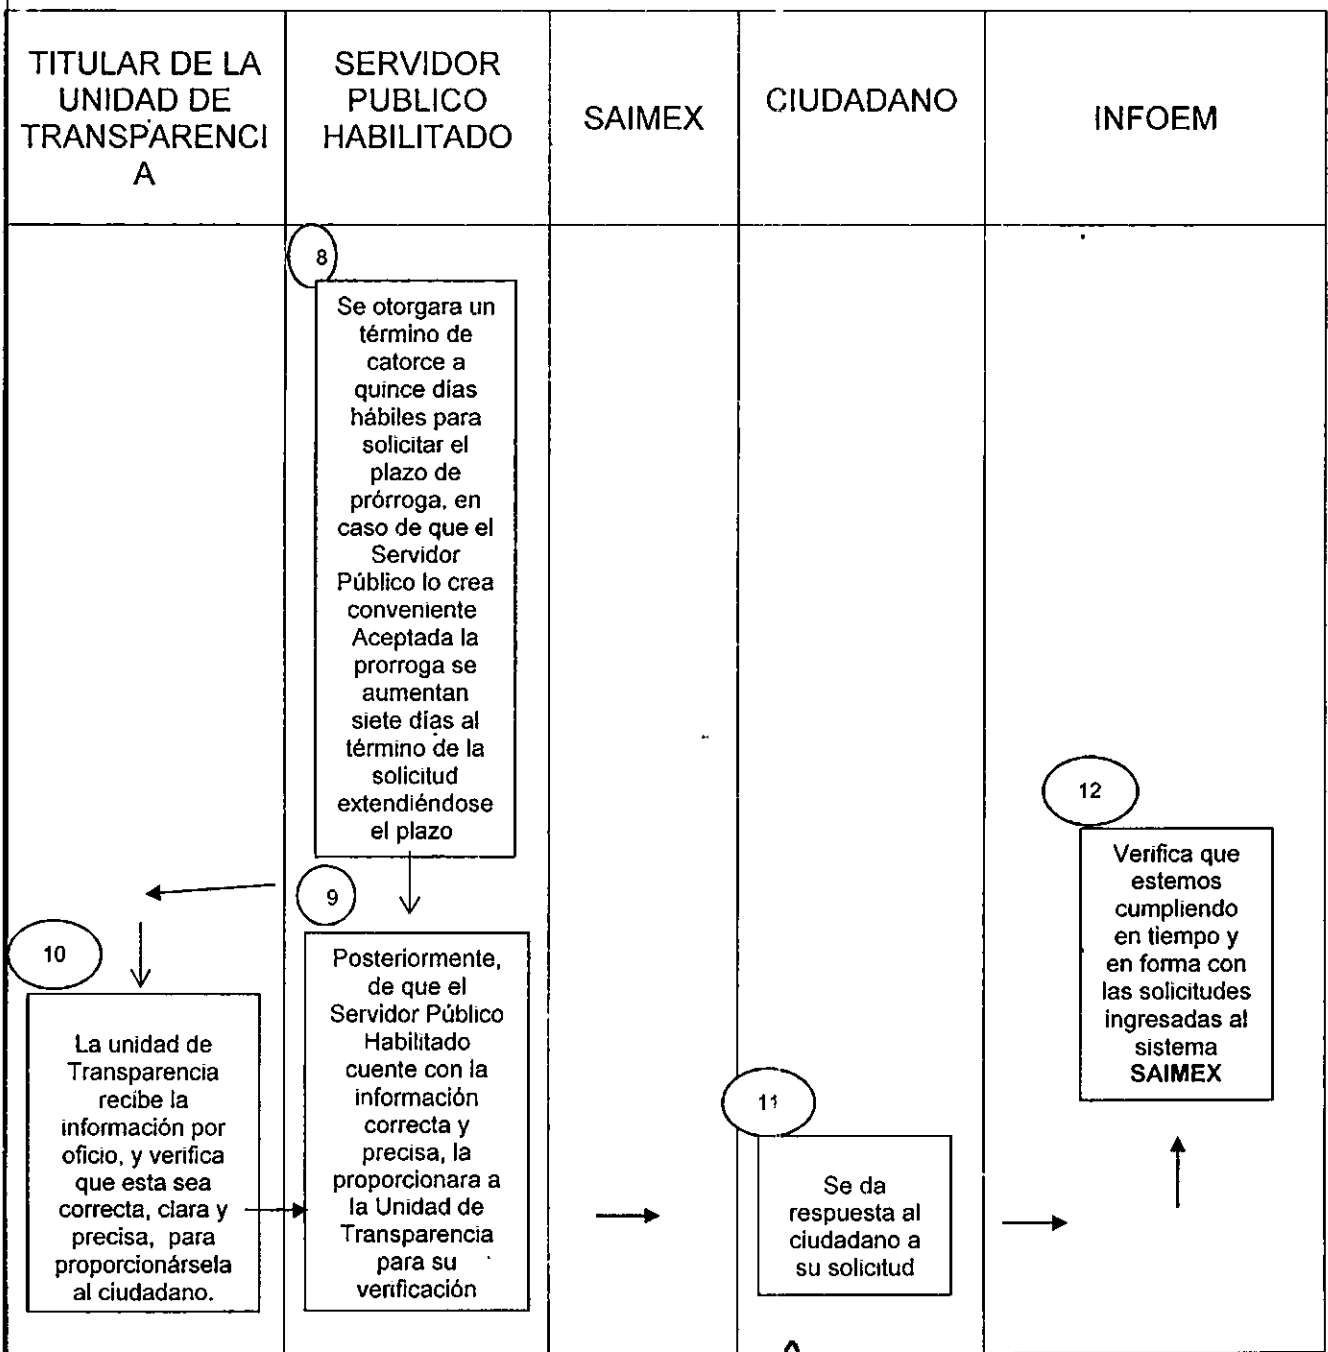 TITULAR DE LA
UNIDAD DE
TRANSPARENCI
A
SERVIDOR
PUBLICO
HABILITADO
SAIMEX
CIUDADANO
INFOEM
8
Se otorgara un
término de
catorce a
quince días
hábiles para
solicitar el
plazo de
prórroga, en
caso de que el
Servidor
Público lo crea
conveniente
Aceptada la
prorroga se
aumentan
siete días al
término de la
solicitud
extendiéndose
el plazo
9
Posteriormente,
de que el
Servidor Público
Habilitado
cuente con la
información
correcta y
precisa, la
proporcionara a
la Unidad de
Transparencia
para su
verificación
10
La unidad de
Transparencia
recibe la
información por
oficio, y verifica
que esta sea
correcta, clara y
precisa, para
proporcionársela
al ciudadano.
11
Se da
respuesta al
ciudadano a
su solicitud
12
Verifica que
estemos
cumpliendo
en tiempo y
en forma con
las solicitudes
ingresadas al
sistema
SAIMEX